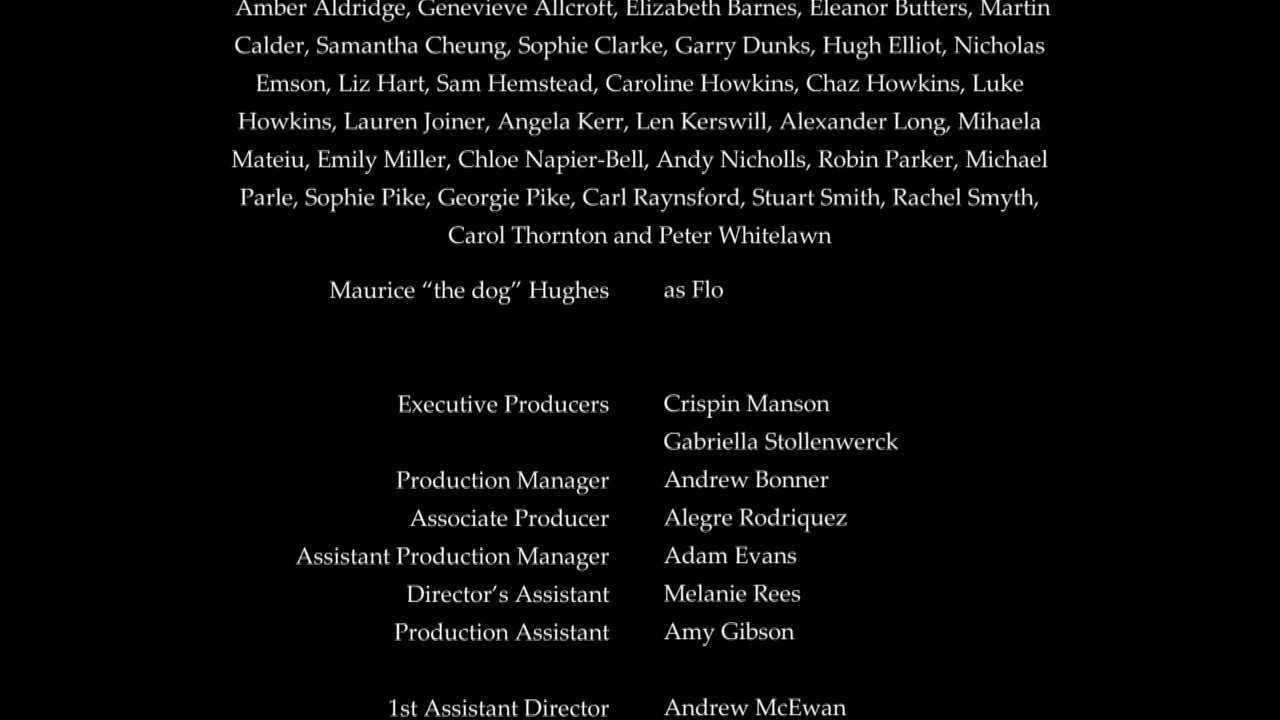 Amber Aldridge, Genevieve Allcroft, Elizabeth Barnes, Eleanor Butters, Martin
Calder, Samantha Cheung, Sophie Clarke, Garry Dunks, Hugh Elliot, Nicholas
Emson, Liz Hart, Sam Hemstead, Caroline Howkins, Chaz Howkins, Luke
Howkins, Lauren Joiner, Angela Kerr, Len Kerswill, Alexander Long, Mihaela
Mateiu, Emily Miller, Chloe Napier-Bell, Andy Nicholls, Robin Parker, Michael
Parle, Sophie Pike, Georgie Pike, Carl Raynsford, Stuart Smith, Rachel Smyth,
Carol Thornton and Peter Whitelawn
Maurice “the dog” Hughes as Flo
Executive Producers Crispin Manson
Gabriella Stollenwerck
Production Manager Andrew Bonner
Associate Producer Alegre Rodriquez
Assistant Production Manager Adam Evans
Director’s Assistant Melanie Rees
Production Assistant Amy Gibson
1st Assistant Director Andrew McEwan